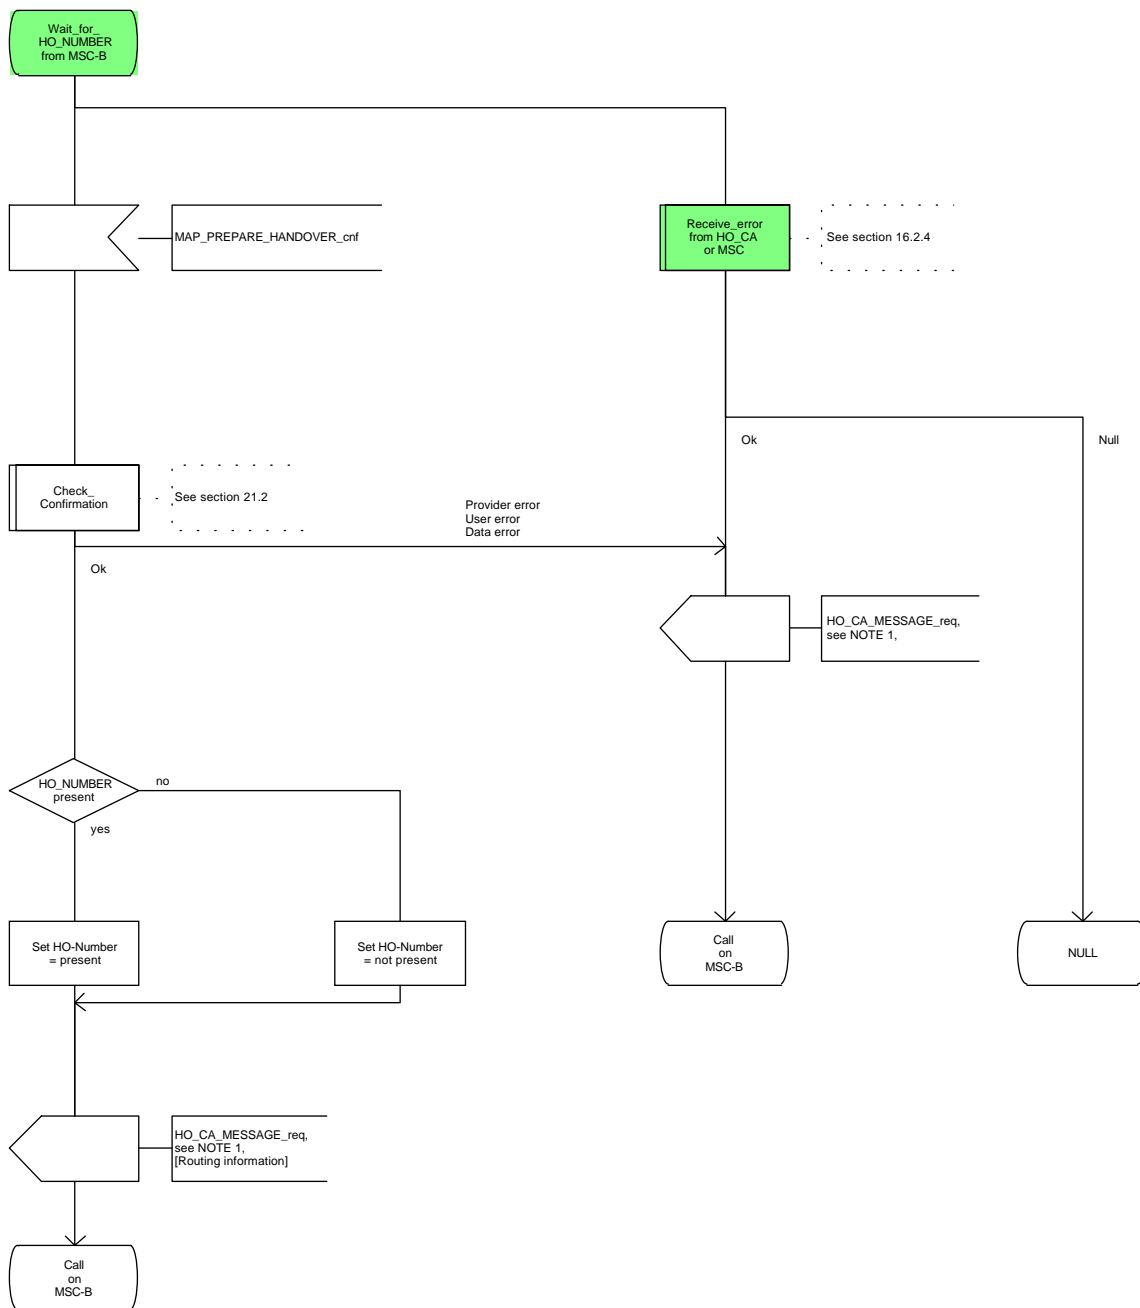 Wait_for_
HO_NUMBER
from MSC-B
MAP_PREPARE_HANDOVER_cnf
Receive_error
from HO_CA
or MSC
See section 16.2.4
Ok
Null
Check_
Confirmation
See section 21.2
Provider error
User error
Data error
Ok
HO_CA_MESSAGE_req,
see NOTE 1,
HO_NUMBER
present
no
yes
Set HO-Number
= present
Set HO-Number
= not present
Call
on
MSC-B
NULL
HO_CA_MESSAGE_req,
see NOTE 1,
[Routing information]
Call
on
MSC-B